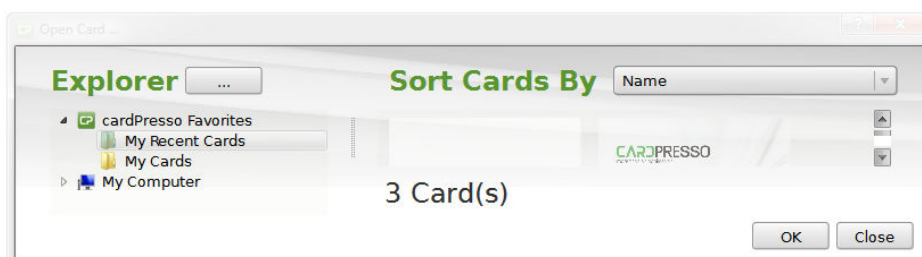 Open Card ...
Explorer ... Sort Cards By Name
cardPresso Favorites
My Recent Cards
My Cards
My Computer
CARDPRESSO
3 Card(s)
OK Close